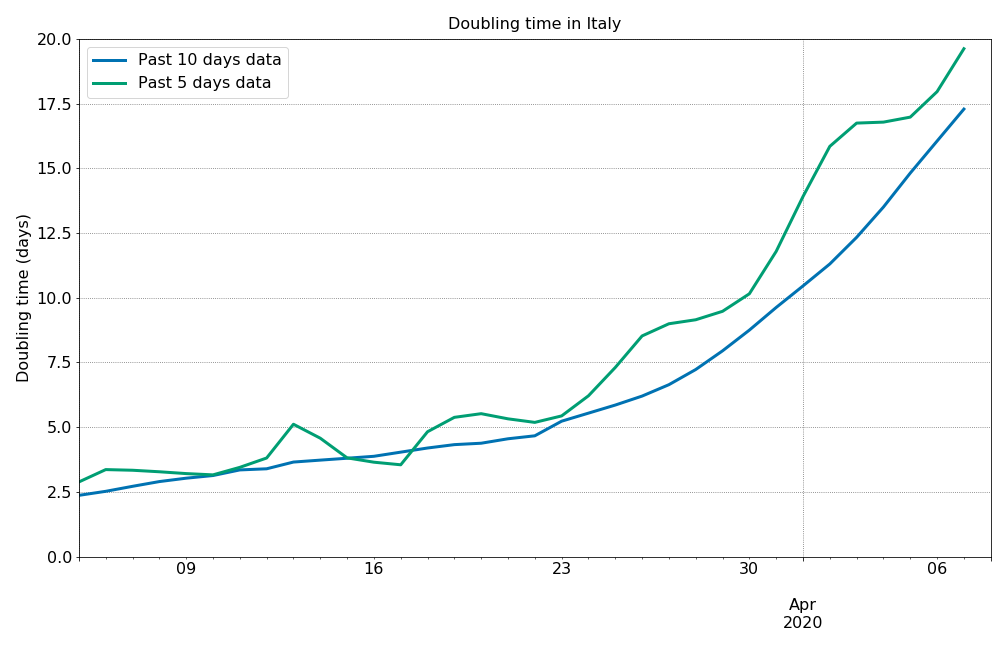 Doubling time in Italy
Past 10 days data
Past 5 days data
Doubling time (days)
20.0
17.5
15.0
12.5
10.0
7.5
5.0
2.5
0.0
09 16 23 30 06
Apr
2020